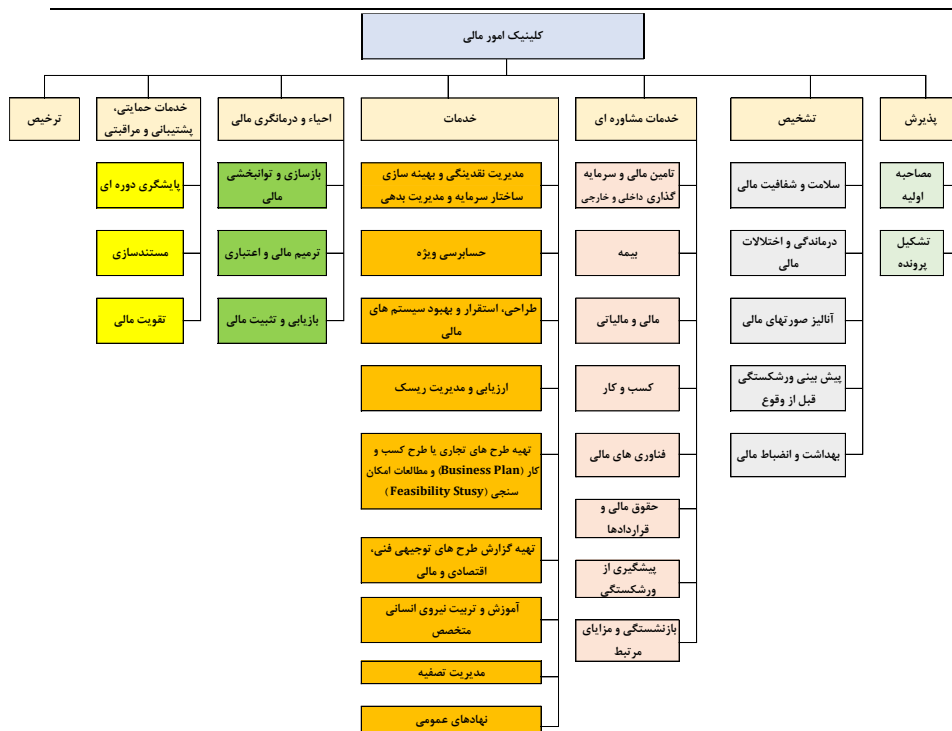 کلینیک امور مالی
پذیرش
تشخیص
خدمات مشاوره ای
خدمات
احیاء و درمانگری مالی
خدمات حمایتی،
پشتیبانی و مراقبتی
ترخیص
مصاحبه
اولیه
تشکیل
پرونده
سلامت و شفافیت مالی
درماندگی و اختلالات
مالی
آنالیز صورتهای مالی
پیش بینی ورشکستگی
قبل از وقوع
بهداشت و انضباط مالی
تامین مالی و سرمایه
گذاری داخلی و خارجی
بیمه
مالی و مالیاتی
کسب و کار
فناوری های مالی
حقوق مالی و
قراردادها
پیشگیری از
ورشکستگی
بازنشستگی و مزایای
مرتبط
مدیریت نقدینگی و بهینه سازی
ساختار سرمایه و مدیریت بدهی
حسابرسی ویژه
طراحی، استقرار و بهبود سیستم های
مالی
ارزیابی و مدیریت ریسک
تهیه طرح های تجاری یا طرح کسب و
کار (Business Plan) و مطالعات امکان
سنجی (Feasibility Stusy)
تهیه گزارش طرح های توجیهی فنی،
اقتصادی و مالی
آموزش و تربیت نیروی انسانی
متخصص
مدیریت تصفیه
نهادهای عمومی
بازسازی و توانبخشی
مالی
ترمیم مالی و اعتباری
بازیابی و تثبیت مالی
پایشگری دوره ای
مستندسازی
تقویت مالی